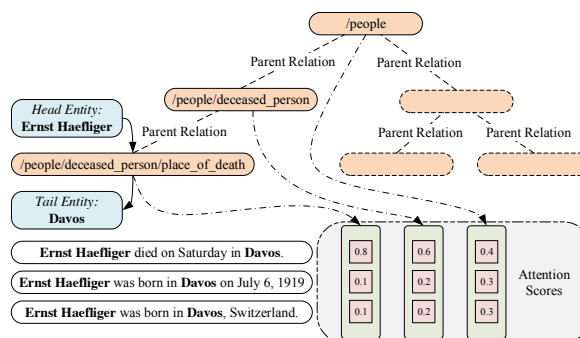 /people
Parent Relation
Parent Relation
/people/deceased_person
Head Entity:
Ernst Haefliger
Parent Relation
Parent Relation
/people/deceased_person/place_of_death
Tail Entity:
Davos
Ernst Haefliger died on Saturday in Davos.
0.8 0.6 0.4
Ernst Haefliger was born in Davos on July 6, 1919
0.1 0.2 0.3
Ernst Haefliger was born in Davos, Switzerland.
0.1 0.2 0.3
Attention
Scores